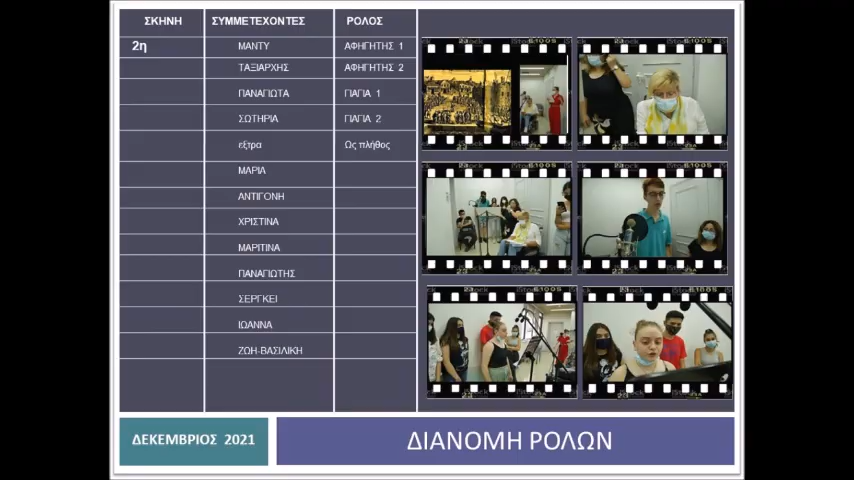 ΣΚΗΝΗ ΣΥΜΜΕΤΕΧΟΝΤΕΣ ΡΟΛΟΣ
2η ΜΑΝΤΥ ΑΦΗΓΗΤΗΣ 1
ΤΑΞΙΑΡΧΗΣ ΑΦΗΓΗΤΗΣ 2
ΠΑΝΑΓΙΩΤΑ ΓΙΑΓΙΑ 1
ΣΩΤΗΡΙΑ ΓΙΑΓΙΑ 2
εξτρα Ως πλήθος
ΜΑΡΙΑ
ΑΝΤΙΓΟΝΗ
ΧΡΙΣΤΙΝΑ
ΜΑΡΙΤΙΝΑ
ΠΑΝΑΓΙΩΤΗΣ
ΣΕΡΓΚΕΙ
ΙΩΑΝΝΑ
ΖΩΗ-ΒΑΣΙΛΙΚΗ
ΔΕΚΕΜΒΡΙΟΣ 2021
ΔΙΑΝΟΜΗ ΡΟΛΩΝ